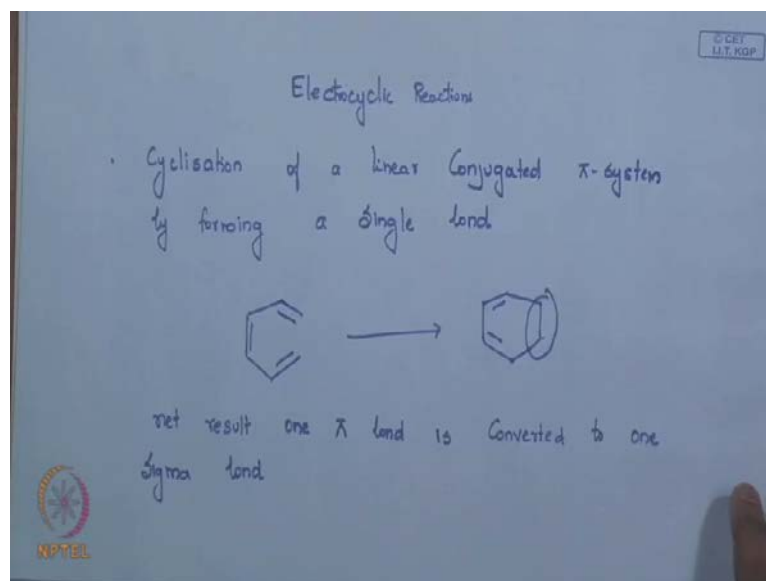 © CET
I.I.T. KGP
Electrocyclic Reactions
. Cyclisation of a linear Conjugated π-system
by forming a single bond
net result one π bond is Converted to one
sigma bond
NPTEL